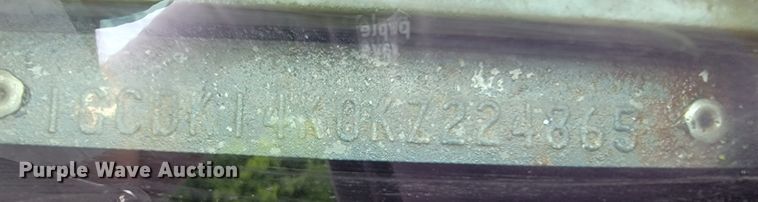 1GCDK14K0KZ224865
Purple Wave Auction